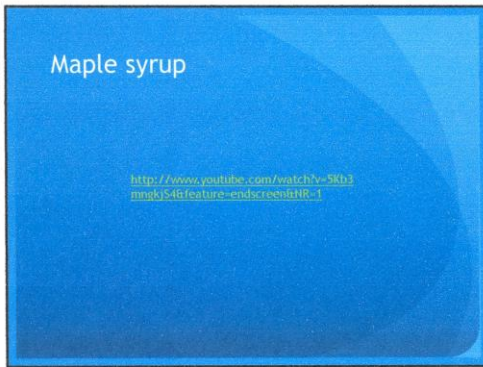 Maple syrup
http://www.youtube.com/watch?v=5Kb3
mngkjS4&feature=endscreen&NR=1